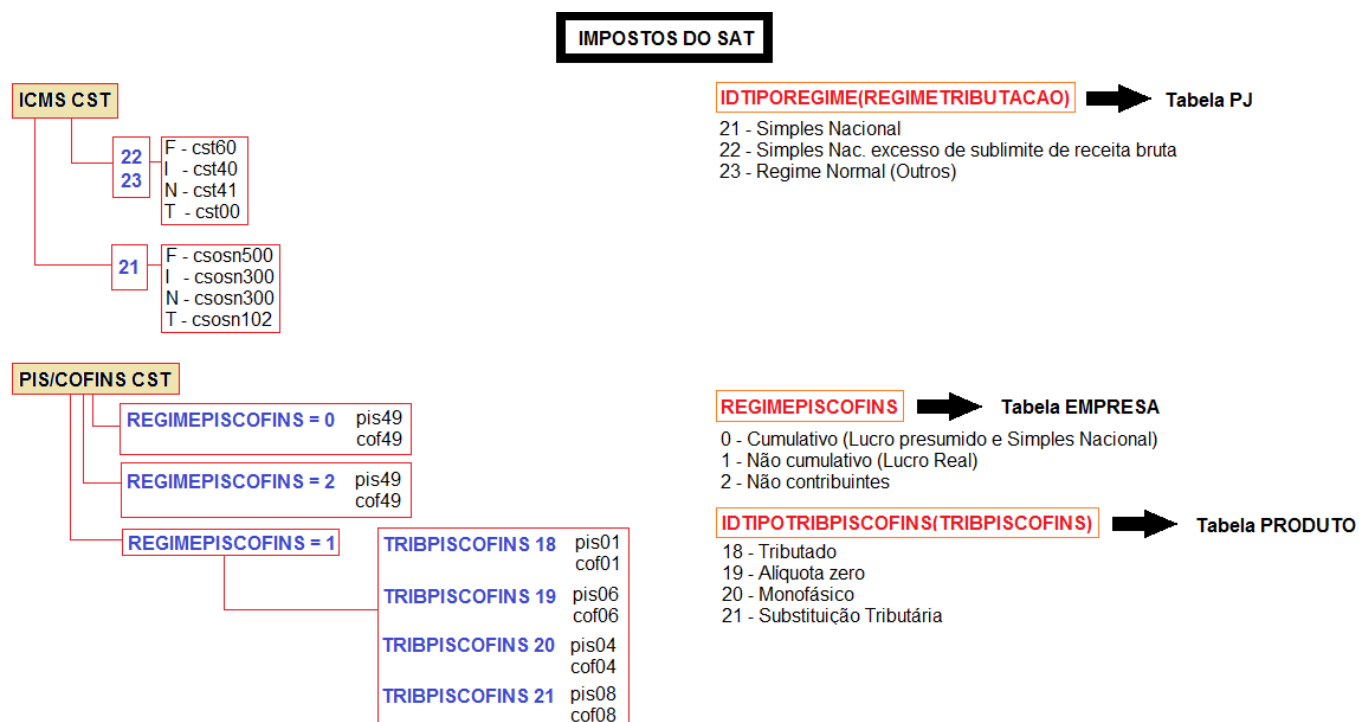 IMPOSTOS DO SAT
ICMS CST
22
23
F - cst60
I - cst40
N - cst41
T - cst00
21
F - csosn500
I - csosn300
N - csosn300
T - csosn102
IDTIPOREGIME(REGIMETRIBUTACAO)
Tabela PJ
21 - Simples Nacional
22 - Simples Nac. excesso de sublimite de receita bruta
23 - Regime Normal (Outros)
PIS/COFINS CST
REGIMEPISCOFINS = 0
pis49
cof49
REGIMEPISCOFINS = 2
pis49
cof49
REGIMEPISCOFINS = 1
TRIBPISCOFINS 18
pis01
cof01
TRIBPISCOFINS 19
pis06
cof06
TRIBPISCOFINS 20
pis04
cof04
TRIBPISCOFINS 21
pis08
cof08
REGIMEPISCOFINS
Tabela EMPRESA
0 - Cumulativo (Lucro presumido e Simples Nacional)
1 - Não cumulativo (Lucro Real)
2 - Não contribuintes
IDTIPOTRIBPISCOFINS(TRIBPISCOFINS)
Tabela PRODUTO
18 - Tributado
19 - Alíquota zero
20 - Monofásico
21 - Substituição Tributária